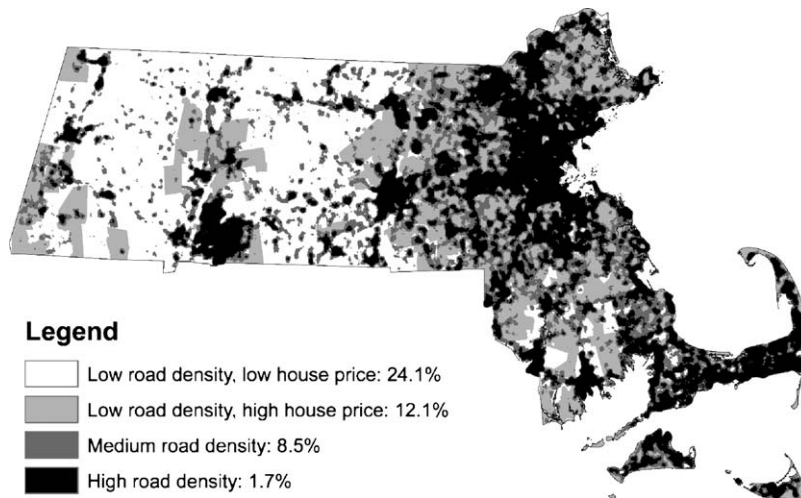 Legend
Low road density, low house price: 24.1%
Low road density, high house price: 12.1%
Medium road density: 8.5%
High road density: 1.7%